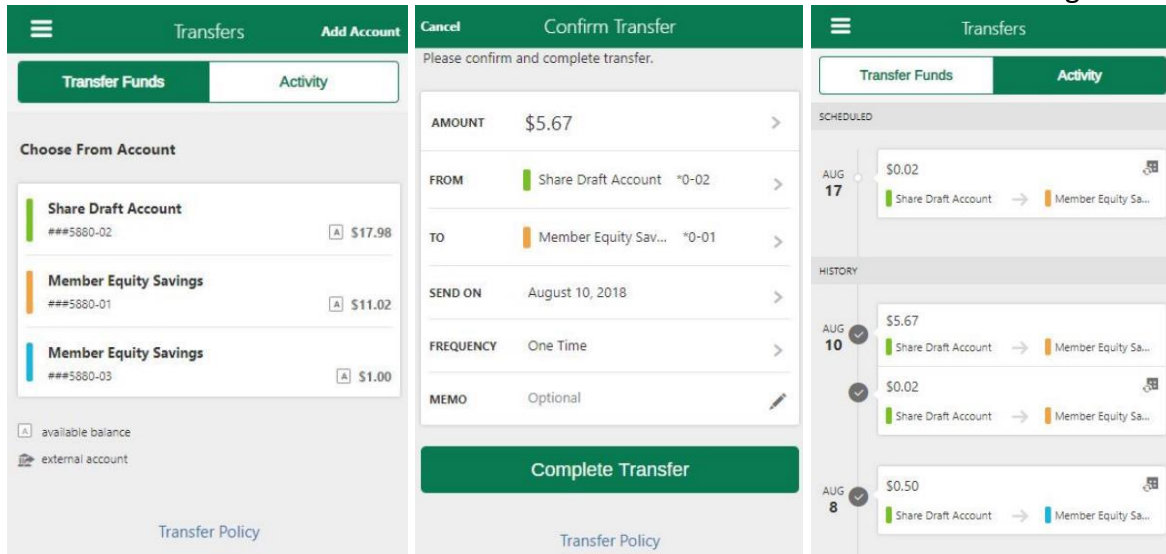 Transfers Add Account
Transfer Funds Activity
Choose From Account
Share Draft Account
###5880-02 A $17.98
Member Equity Savings
###5880-01 A $11.02
Member Equity Savings
###5880-03 A $1.00
A available balance
external account
Transfer Policy
Cancel Confirm Transfer
Please confirm and complete transfer.
AMOUNT $5.67
FROM Share Draft Account *0-02
TO Member Equity Sav... *0-01
SEND ON August 10, 2018
FREQUENCY One Time
MEMO Optional
Complete Transfer
Transfer Policy
Transfers
Transfer Funds Activity
SCHEDULED
AUG
17
$0.02
Share Draft Account → Member Equity Sa...
HISTORY
AUG
10
$5.67
Share Draft Account → Member Equity Sa...
$0.02
Share Draft Account → Member Equity Sa...
AUG
8
$0.50
Share Draft Account → Member Equity Sa...